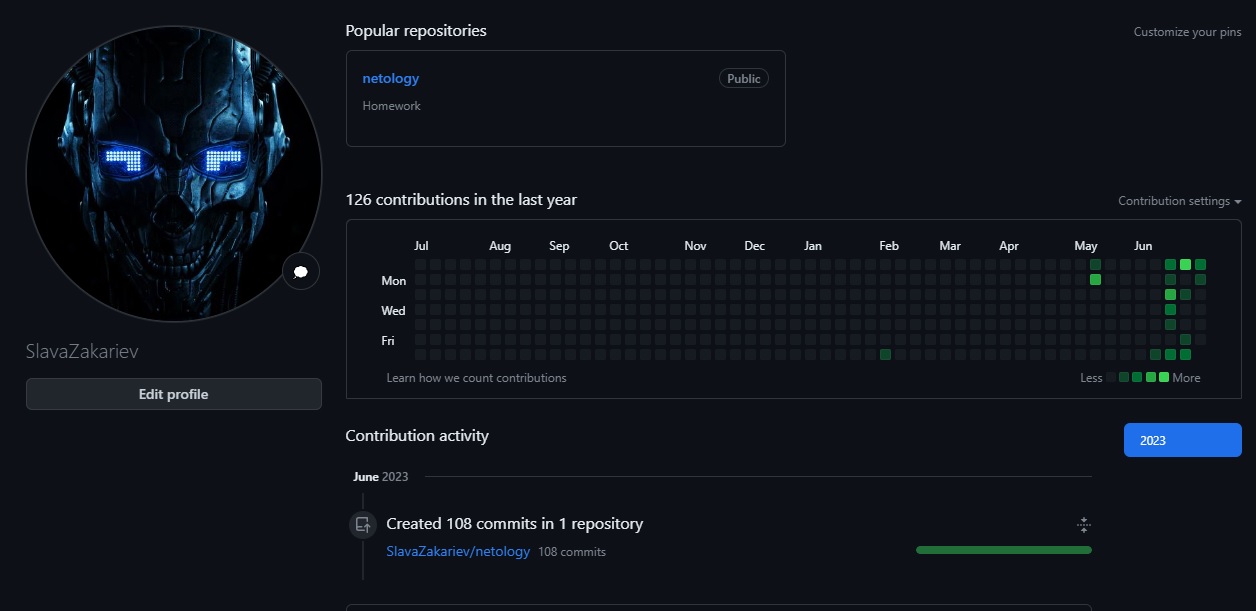 Popular repositories
Customize your pins
netology
Public
Homework
126 contributions in the last year
Contribution settings
Jul Aug Sep Oct Nov Dec Jan Feb Mar Apr May Jun
Mon
Wed
Fri
Learn how we count contributions
Less
More
SlavaZakariev
Edit profile
Contribution activity
2023
June 2023
Created 108 commits in 1 repository
SlavaZakariev/netology 108 commits